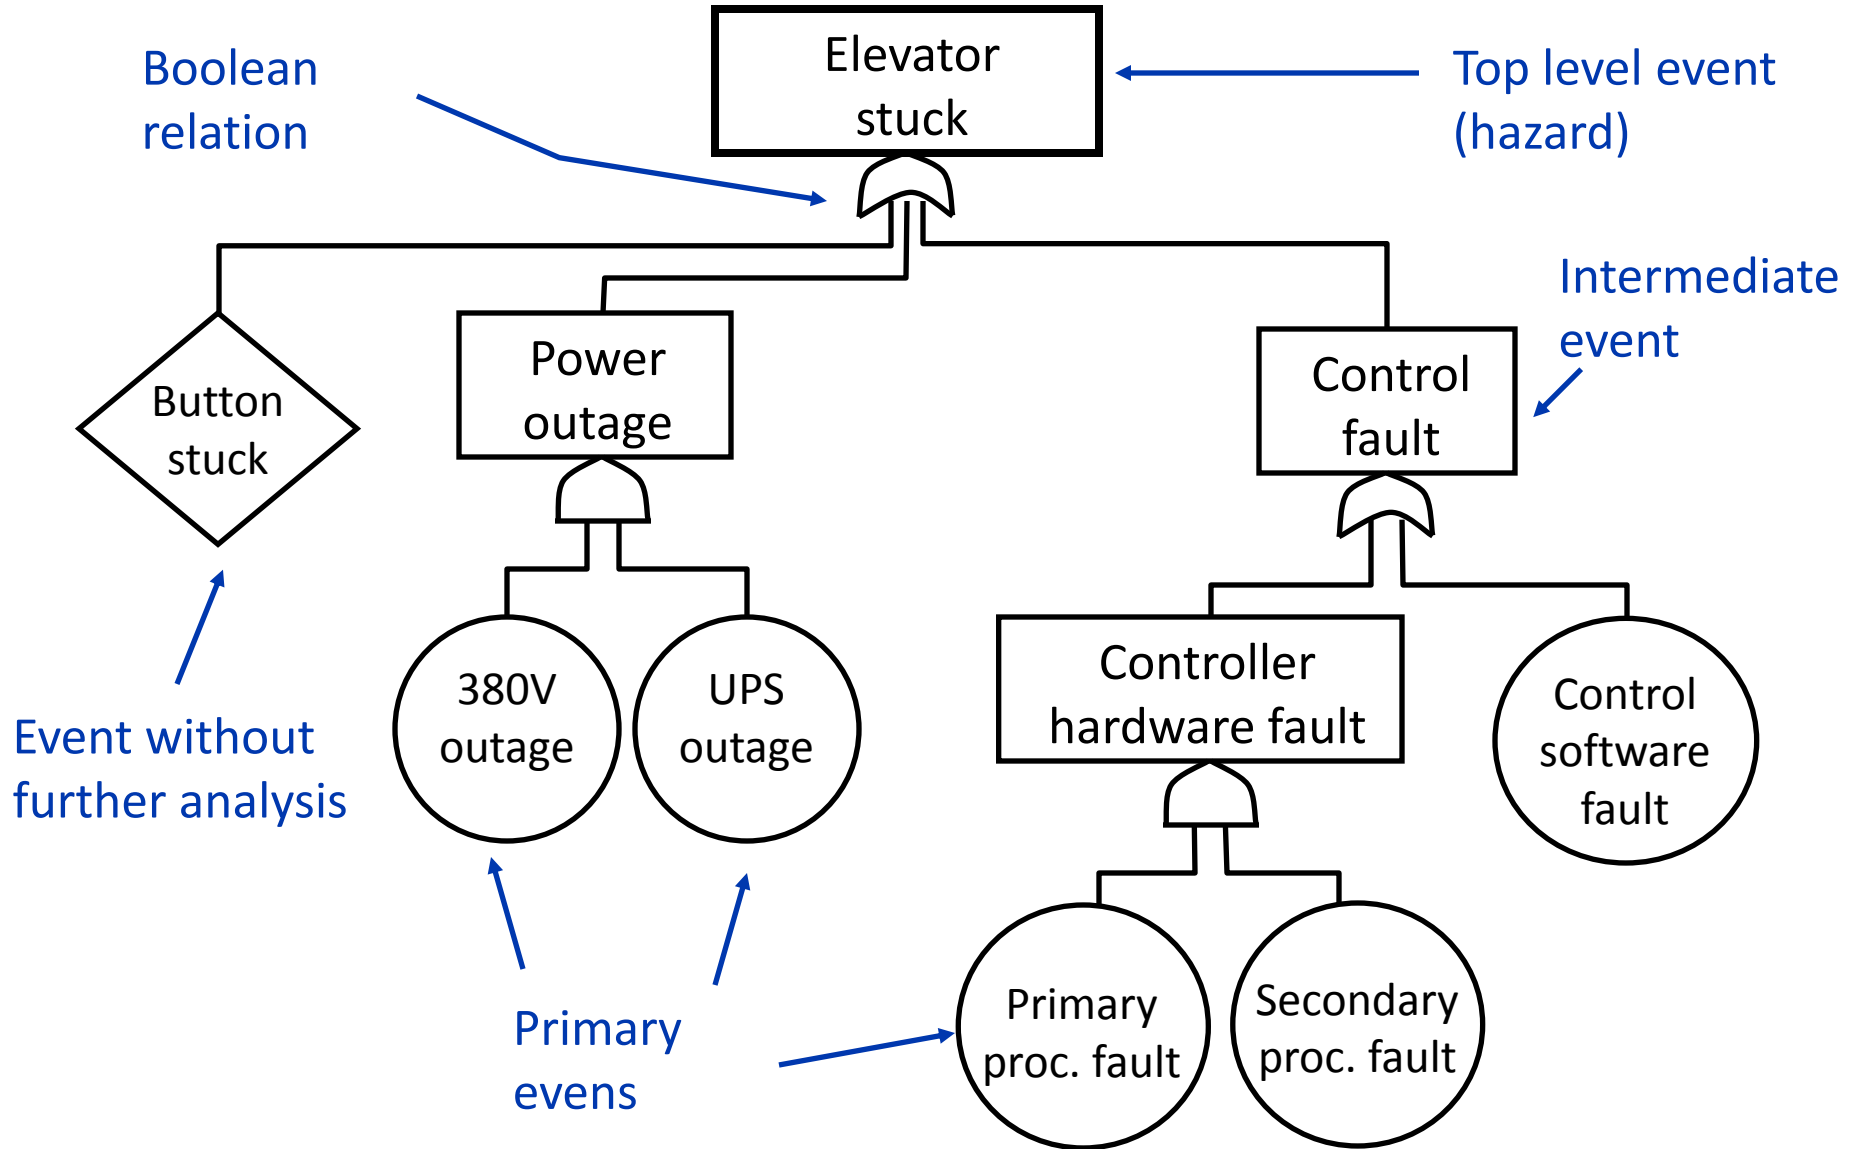 Boolean
relation
Elevator
stuck
Top level event
(hazard)
Intermediate
event
Button
stuck
Power
outage
Control
fault
Event without
further analysis
380V
outage
UPS
outage
Controller
hardware fault
Control
software
fault
Primary
evens
Primary
proc. fault
Secondary
proc. fault